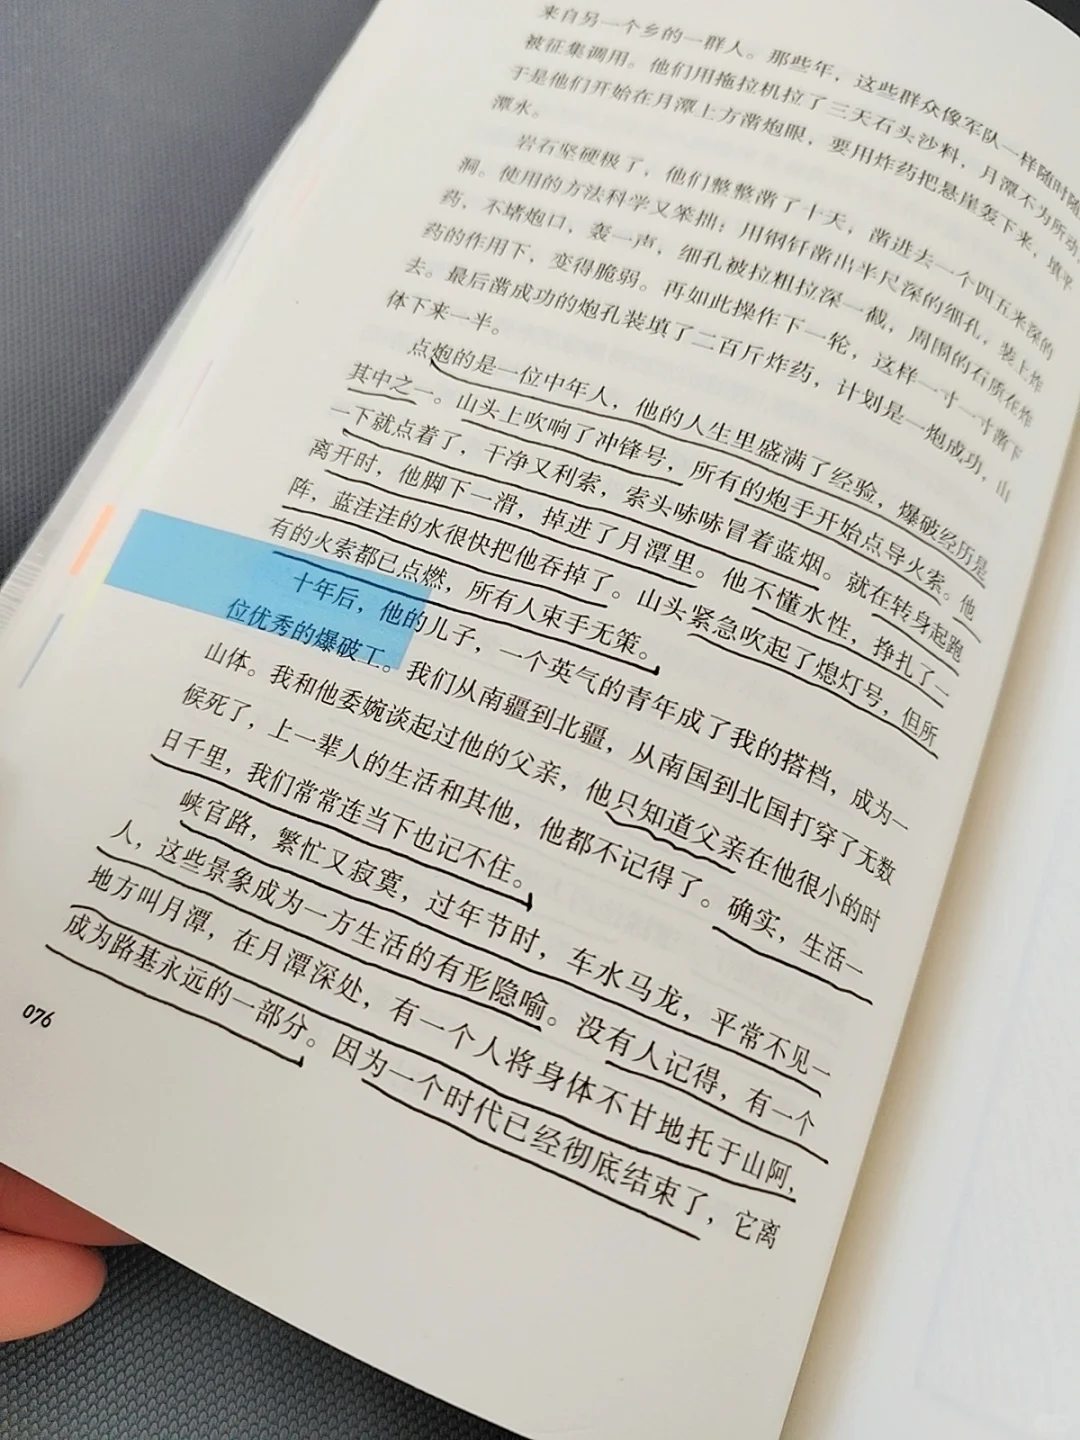 来自另一个乡的一群人。那些年，这些群众像军队一样随时随
被征集调用。他们用拖拉机拉了三天石头沙料，月潭不为所动。
于是他们开始在月潭上方凿炮眼，要用炸药把悬崖轰下来，填平
潭水。
岩石坚硬极了，他们整整凿了十天，凿进去一个四五米深的
洞。使用的方法科学又笨拙：用钢钎凿出半尺深的细孔，装上炸
药，不堵炮口，轰一声，细孔被拉粗拉深一截，周围的石质在炸
药的作用下，变得脆弱。再如此操作下一轮，这样一寸一寸凿下
去。最后凿成功的炮孔装填了二百斤炸药，计划是一炮成功，山
体下来一半。
点炮的是一位中年人，他的人生里盛满了经验，爆破经历是
其中之一。山头上吹响了冲锋号，所有的炮手开始点导火索。他
一下就点着了，干净又利索，索头哧哧冒着蓝烟。就在转身起跑
离开时，他脚下一滑，掉进了月潭里。他不懂水性，挣扎了一
阵，蓝洼洼的水很快把他吞掉了。山头紧急吹起了熄灯号，但所
有的火索都已点燃，所有人束手无策。
十年后，他的儿子，一个英气的青年成了我的搭档，成为一
位优秀的爆破工。我们从南疆到北疆，从南国到北国打穿了无数
山体。我和他委婉谈起过他的父亲，他只知道父亲在他很小的时
候死了，上一辈人的生活和其他，他都不记得了。确实，生活一
日千里，我们常常连当下也记不住。
峡官路，繁忙又寂寞，过年节时，车水马龙，平常不见一
人，这些景象成为一方生活的有形隐喻。没有人记得，有一个
地方叫月潭，在月潭深处，有一个人将身体不甘地托于山阿，
成为路基永远的一部分。因为一个时代已经彻底结束了，它离
076